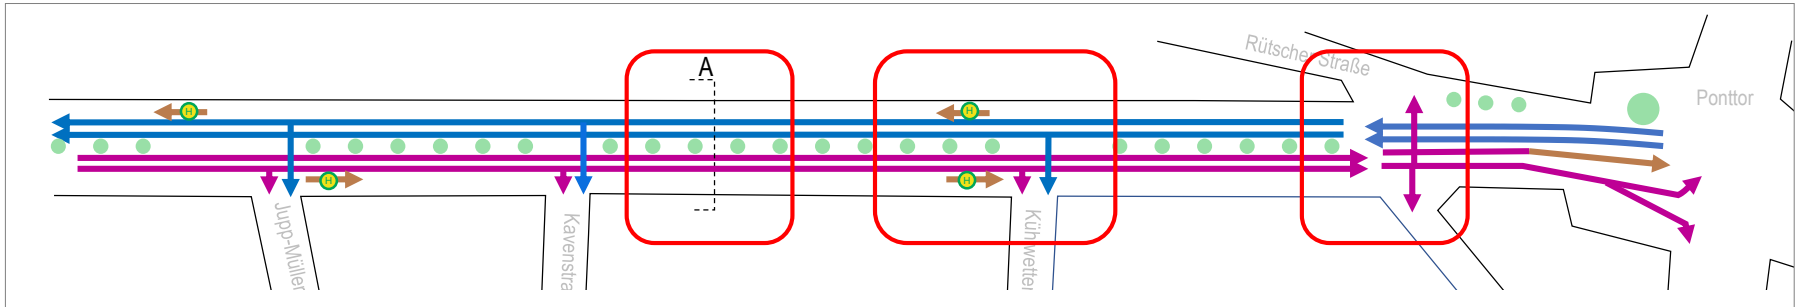 A
Rütscher Straße
Ponttor
H
H
H
H
Jupp-Müller
Kavenstra
Kühwetter